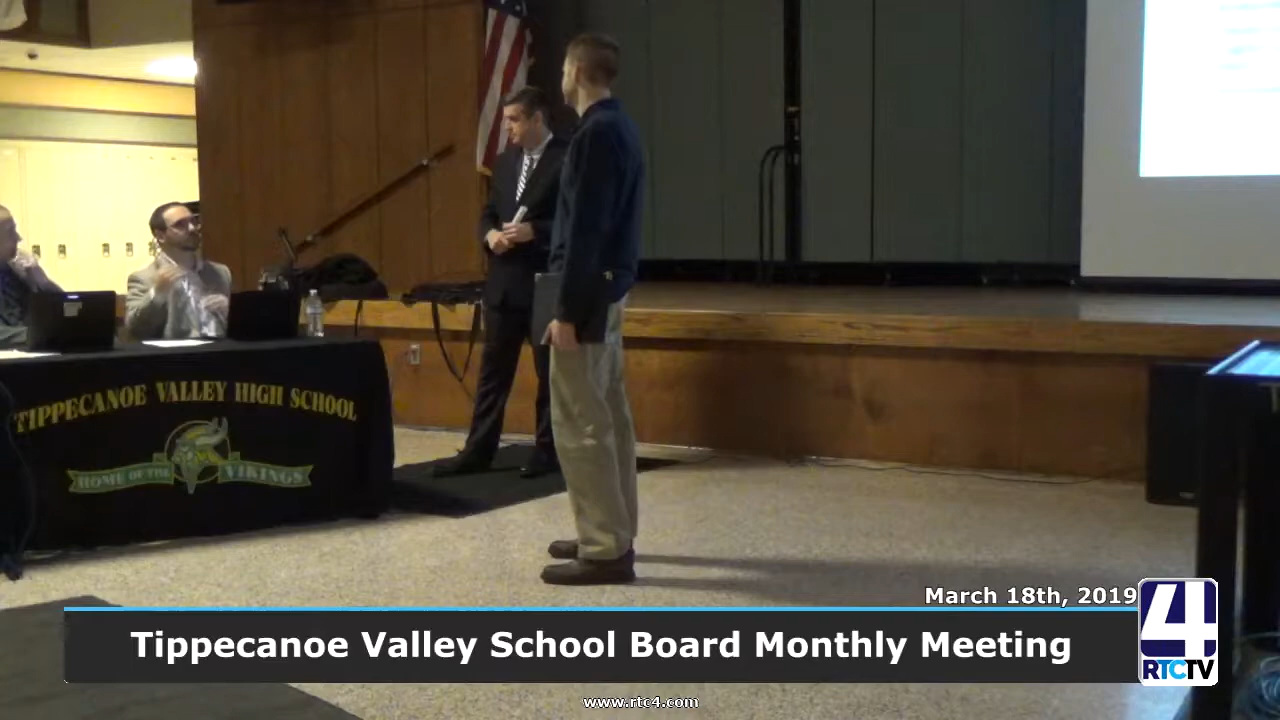 TIPPECANOE VALLEY HIGH SCHOOL
HOME OF THE VIKINGS
March 18th, 2019
Tippecanoe Valley School Board Monthly Meeting
4
RTCTV
www.rtc4.com